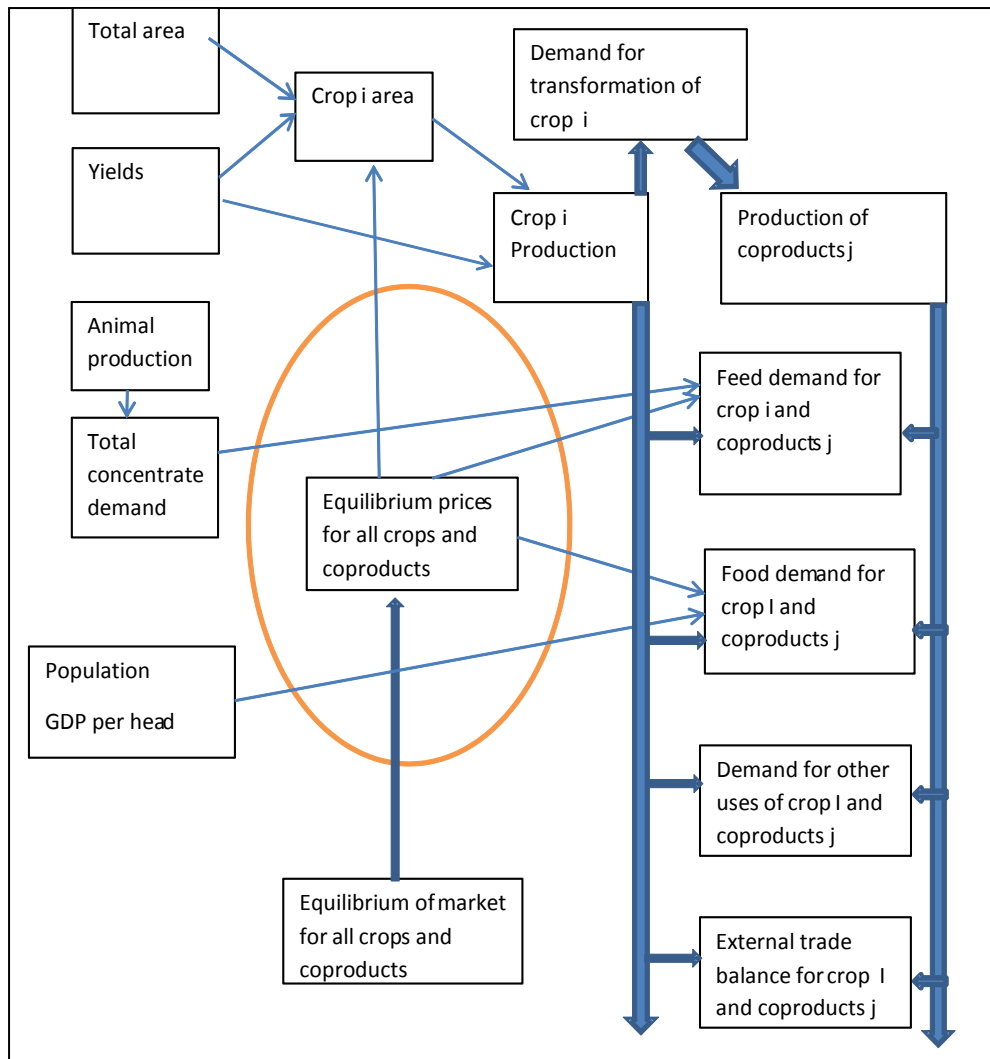 Total area
Demand for
transformation of
crop i
Crop i area
Yields
Crop i
Production
Production of
coproducts j
Animal
production
Feed demand for
crop i and
coproducts j
Total
concentrate
demand
Equilibrium prices
for all crops and
coproducts
Food demand for
crop I and
coproducts j
Population
GDP per head
Demand for other
uses of crop I and
coproducts j
Equilibrium of market
for all crops and
coproducts
External trade
balance for crop I
and coproducts j